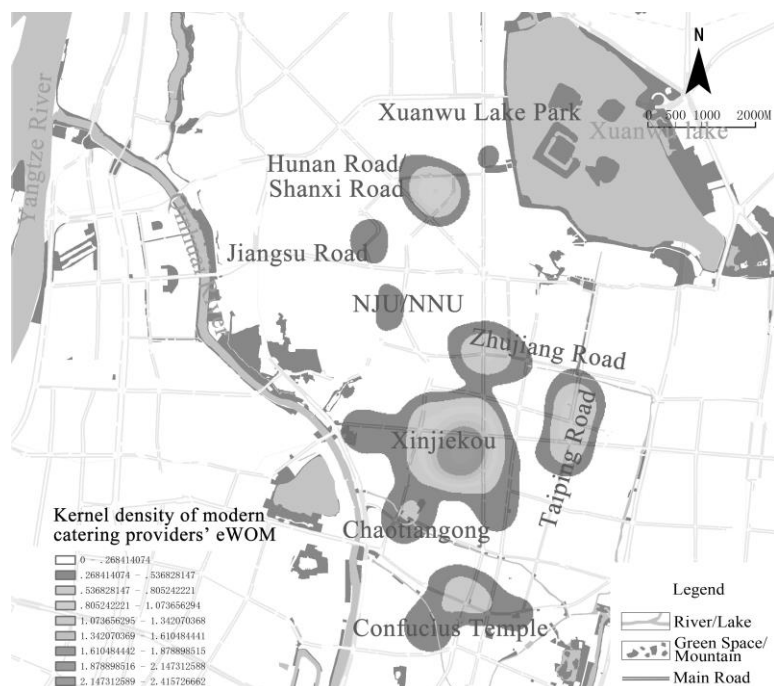 N
0 500 1000 2000M
Yangtze River
Xuanwu Lake Park
Xuanwu lake
Hunan Road/
Shanxi Road
Jiangsu Road
NJU/NNU
Zhujiang Road
Xinjiekou
Taiping Road
Chaotiangong
Confucius Temple
Kernel density of modern
catering providers' eWOM
0 - .268414074
.268414074 - .536828147
.536828148 - .805242221
.805242221 - 1.073656294
1.073656295 - 1.342070368
1.342070369 - 1.610484441
1.610484442 - 1.878898515
1.878898516 - 2.147312588
2.147312589 - 2.415726662
Legend
River/Lake
Green Space/
Mountain
Main Road